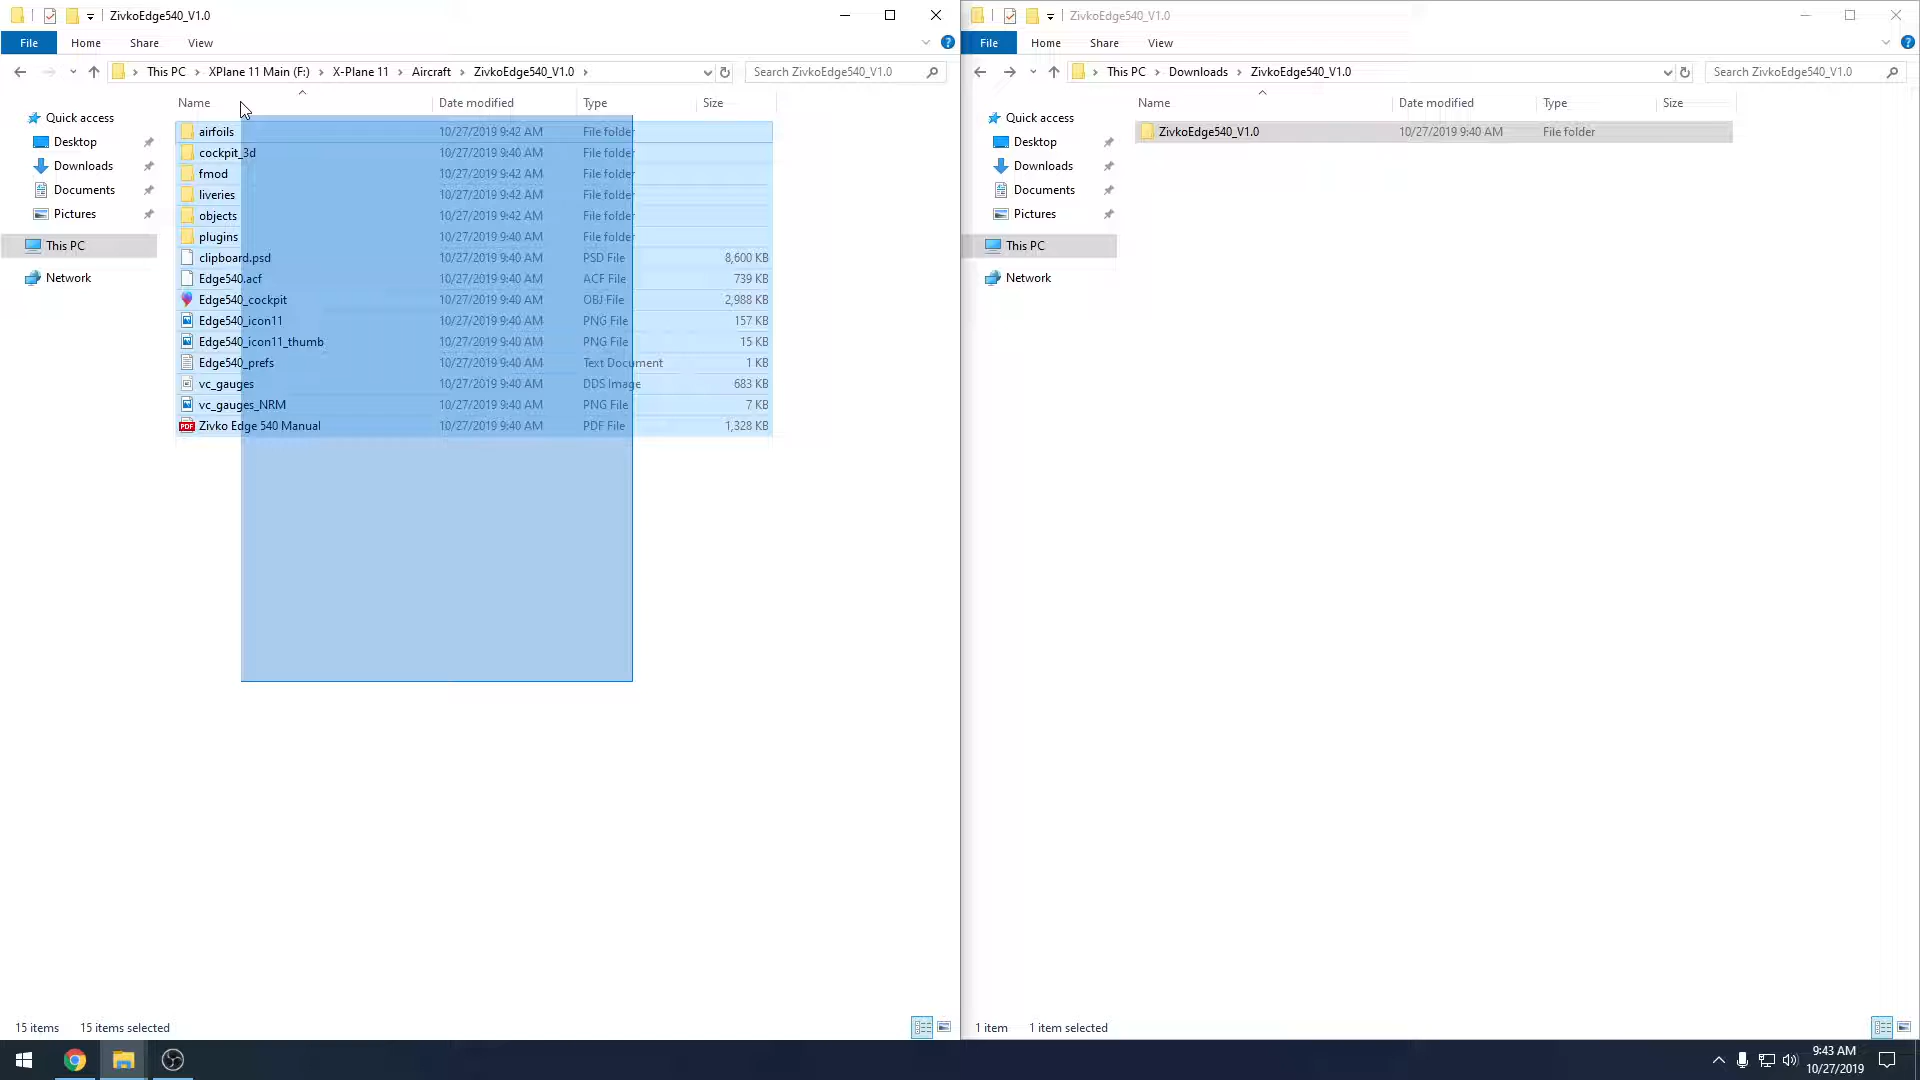 ZivkoEdge540_V1.0
File Home Share View
This PC XPlane 11 Main (F:) X-Plane 11 Aircraft ZivkoEdge540_V1.0 Search ZivkoEdge540_V1.0
Name Date modified Type Size
Quick access
Desktop
Downloads
Documents
Pictures
This PC
Network
airfoils 10/27/2019 9:42 AM File folder
cockpit_3d 10/27/2019 9:40 AM File folder
fmod 10/27/2019 9:40 AM File folder
liveries 10/27/2019 9:42 AM File folder
objects 10/27/2019 9:42 AM File folder
plugins 10/27/2019 9:40 AM File folder
clipboard.psd 10/27/2019 9:40 AM PSD File 8,600 KB
Edge540.acf 10/27/2019 9:40 AM ACF File 739 KB
Edge540_cockpit 10/27/2019 9:40 AM OBJ File 2,988 KB
Edge540_icon11 10/27/2019 9:40 AM PNG File 157 KB
Edge540_icon11_thumb 10/27/2019 9:40 AM PNG File 15 KB
Edge540_prefs 10/27/2019 9:40 AM Text Document 1 KB
vc_gauges 10/27/2019 9:40 AM DDS Image 683 KB
vc_gauges_NRM 10/27/2019 9:40 AM PNG File 7 KB
PDF Zivko Edge 540 Manual 10/27/2019 9:40 AM PDF File 1,328 KB
15 items 15 items selected
ZivkoEdge540_V1.0
File Home Share View
This PC Downloads ZivkoEdge540_V1.0 Search ZivkoEdge540_V1.0
Name Date modified Type Size
Quick access
Desktop
Downloads
Documents
Pictures
This PC
Network
ZivkoEdge540_V1.0 10/27/2019 9:40 AM File folder
1 item 1 item selected
9:43 AM
10/27/2019